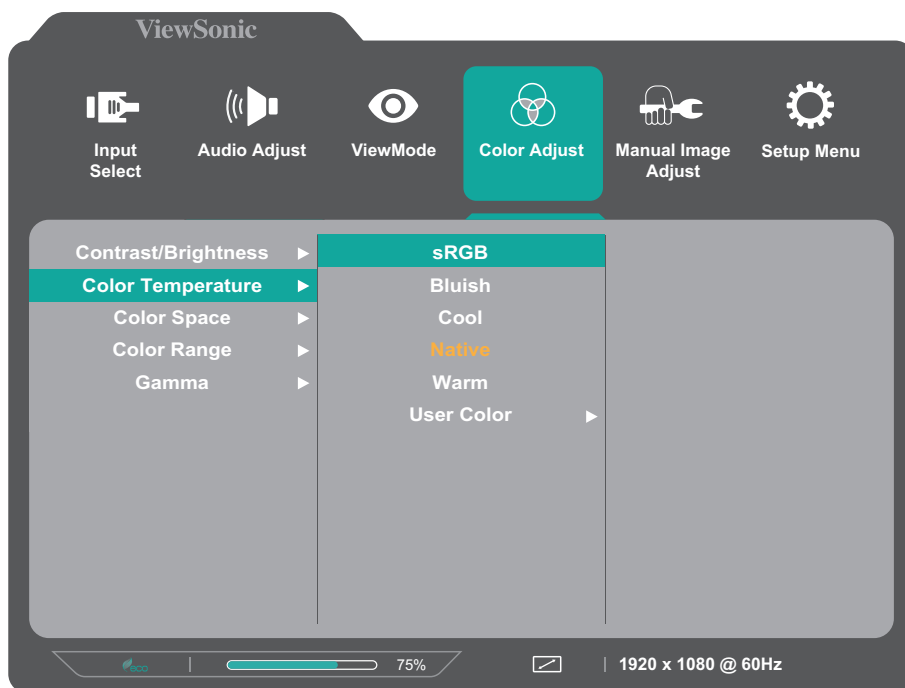 ViewSonic
Input
Select
Audio Adjust
ViewMode
Color Adjust
Manual Image
Adjust
Setup Menu
Contrast/Brightness
Color Temperature
Color Space
Color Range
Gamma
sRGB
Bluish
Cool
Native
Warm
User Color
eco
75%
1920 x 1080 @ 60Hz